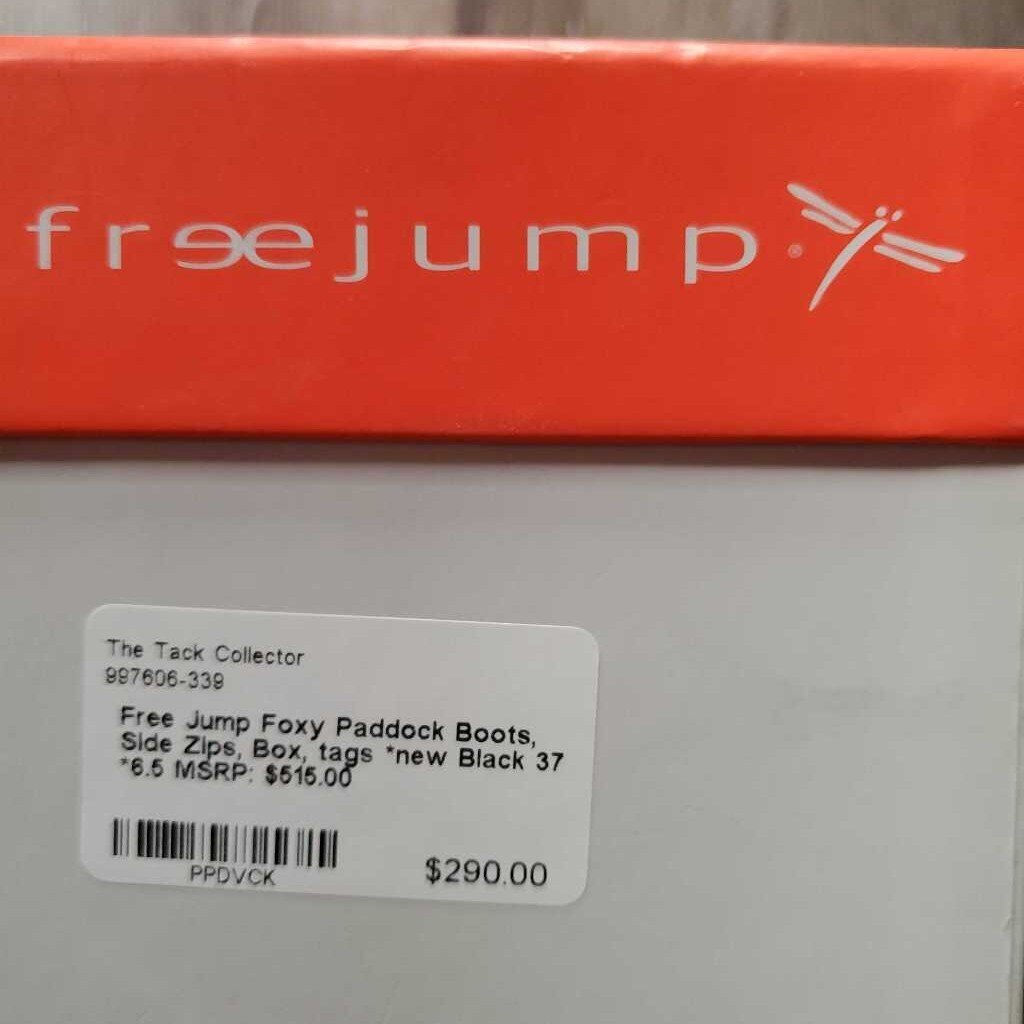 freejump®
The Tack Collector
997606-339
Free Jump Foxy Paddock Boots,
Side Zips, Box, tags *new Black 37
*6.5 MSRP: $515.00
PPDVCK
$290.00